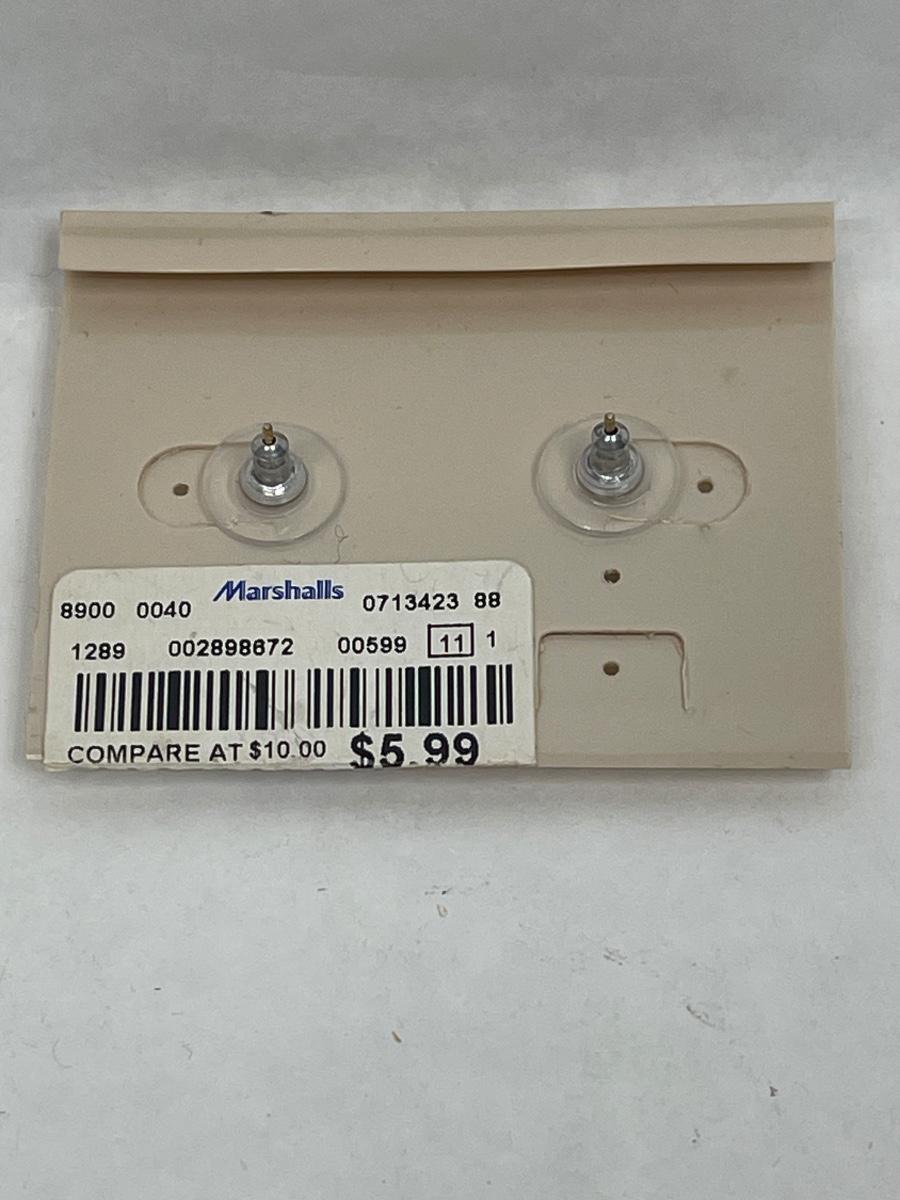 Marshalls
8900 0040 0713423 88
1289 002898672 00599 11 1
COMPARE AT $10.00 $5.99